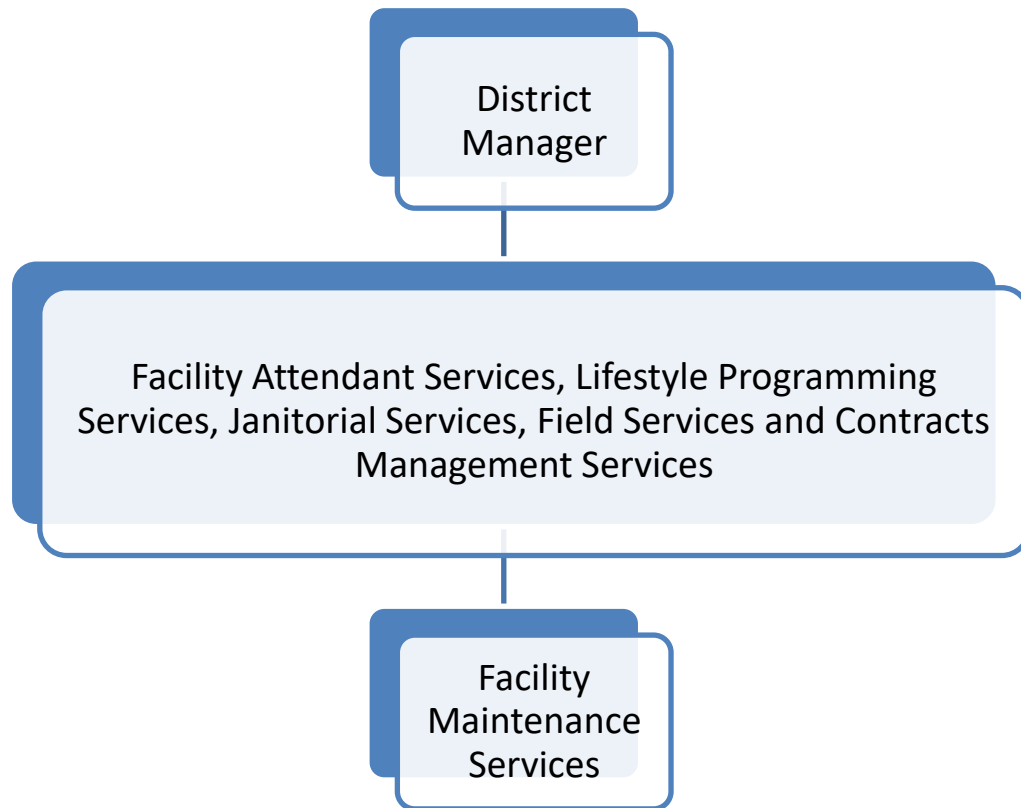 District
Manager
Facility Attendant Services, Lifestyle Programming
Services, Janitorial Services, Field Services and Contracts
Management Services
Facility
Maintenance
Services